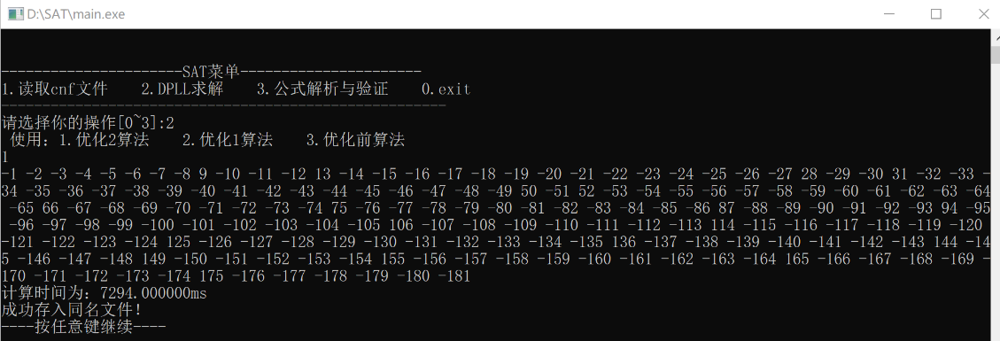 D:\SAT\main.exe
----------------------SAT菜单----------------------
1.读取cnf文件    2.DPLL求解    3.公式解析与验证    0.exit
------------------------------------------------------
请选择你的操作[0~3]:2
 使用：1.优化2算法    2.优化1算法    3.优化前算法
1
-1 -2 -3 -4 -5 -6 -7 -8 9 -10 -11 -12 13 -14 -15 -16 -17 -18 -19 -20 -21 -22 -23 -24 -25 -26 -27 28 -29 -30 31 -32 -33 -
34 -35 -36 -37 -38 -39 -40 -41 -42 -43 -44 -45 -46 -47 -48 -49 50 -51 52 -53 -54 -55 -56 -57 -58 -59 -60 -61 -62 -63 -64
 -65 66 -67 -68 -69 -70 -71 -72 -73 -74 75 -76 -77 -78 -79 -80 -81 -82 -83 -84 -85 -86 87 -88 -89 -90 -91 -92 -93 94 -95
 -96 -97 -98 -99 -100 -101 -102 -103 -104 -105 106 -107 -108 -109 -110 -111 -112 -113 114 -115 -116 -117 -118 -119 -120
-121 -122 -123 -124 125 -126 -127 -128 -129 -130 -131 -132 -133 -134 -135 136 -137 -138 -139 -140 -141 -142 -143 144 -14
5 -146 -147 -148 149 -150 -151 -152 -153 -154 155 -156 -157 -158 -159 -160 -161 -162 -163 -164 165 -166 -167 -168 -169 -
170 -171 -172 -173 -174 175 -176 -177 -178 -179 -180 -181
计算时间为：7294.000000ms
成功存入同名文件!
----按任意键继续----